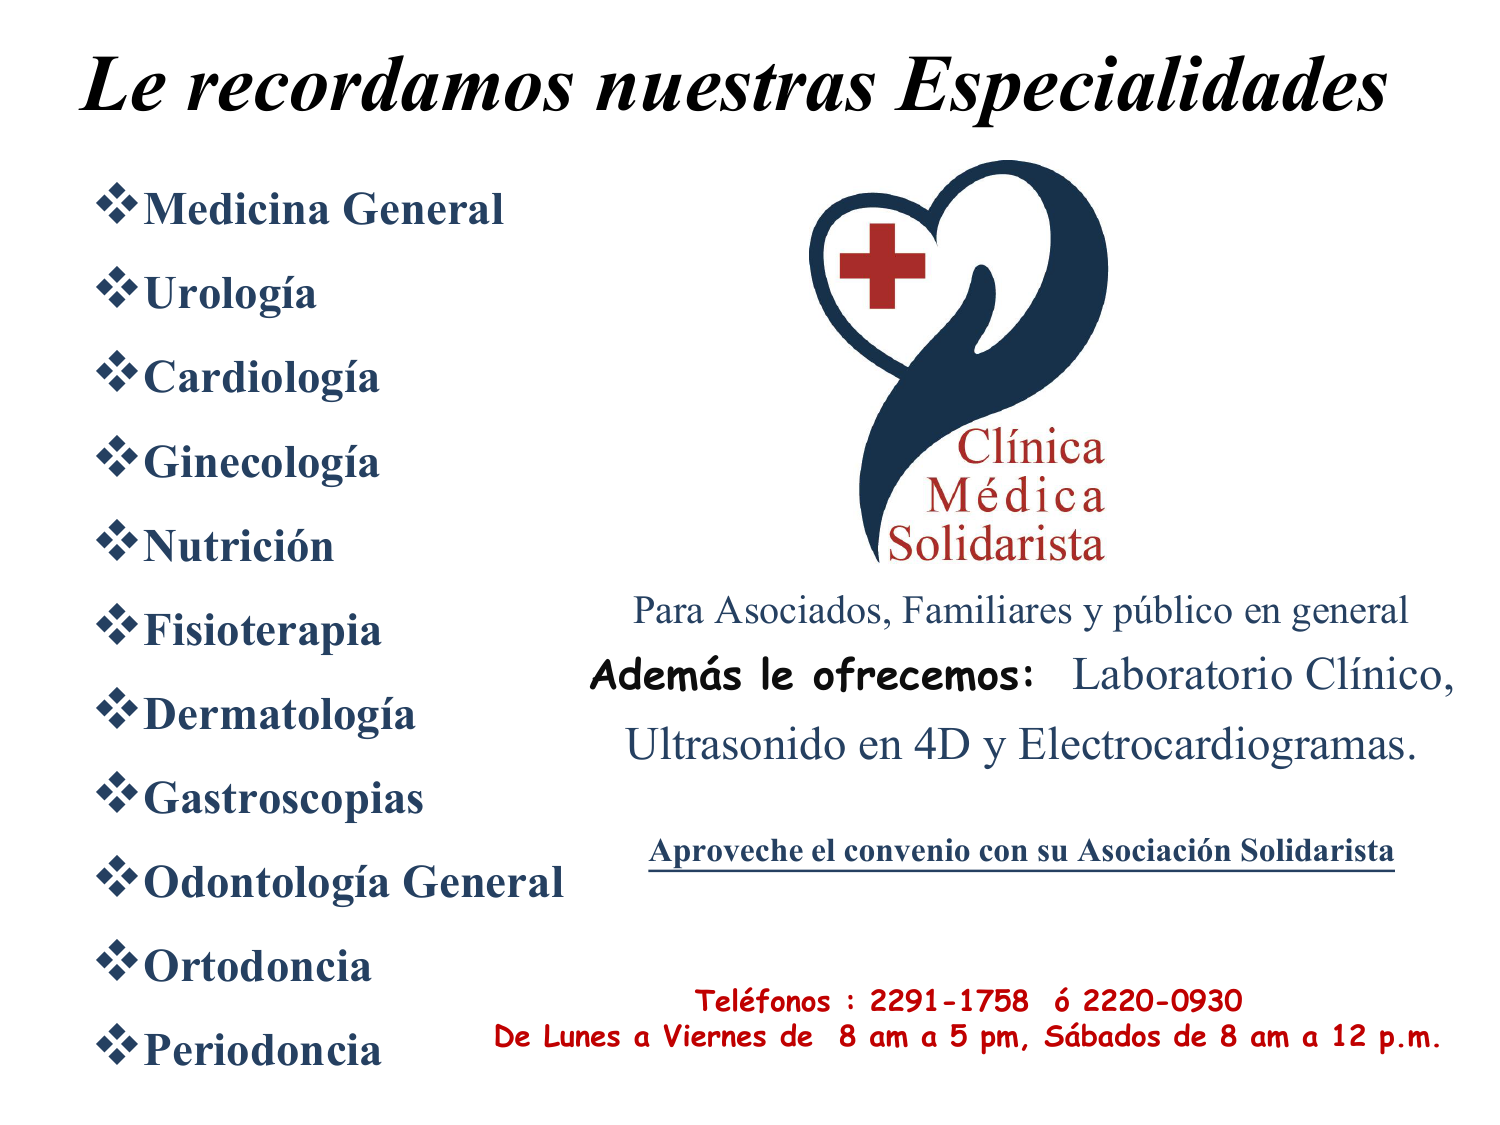 Le recordamos nuestras Especialidades
❖Medicina General
❖Urología
❖Cardiología
❖Ginecología
❖Nutrición
❖Fisioterapia
❖Dermatología
❖Gastroscopias
❖Odontología General
❖Ortodoncia
❖Periodoncia
Clínica
Médica
Solidarista
Para Asociados, Familiares y público en general
Además le ofrecemos: Laboratorio Clínico,
Ultrasonido en 4D y Electrocardiogramas.
Aproveche el convenio con su Asociación Solidarista
Teléfonos : 2291-1758 ó 2220-0930
De Lunes a Viernes de 8 am a 5 pm, Sábados de 8 am a 12 p.m.